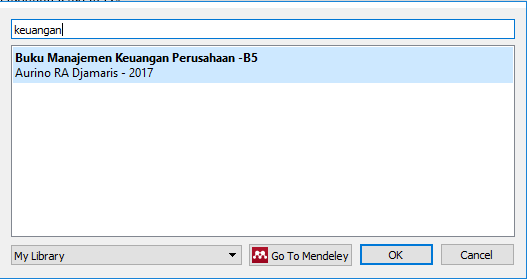 keuangan
Buku Manajemen Keuangan Perusahaan -B5
Aurino RA Djamaris - 2017
My Library
Go To Mendeley
OK
Cancel